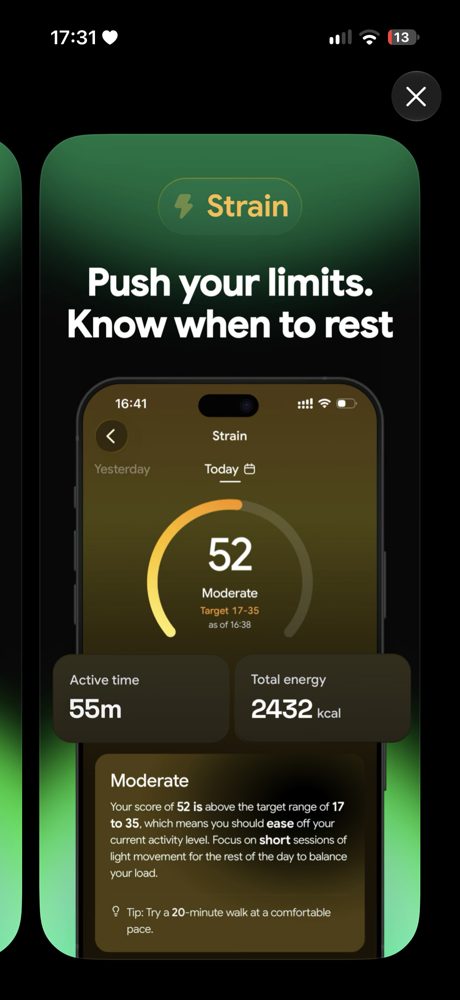 17:31
13
Strain
Push your limits.
Know when to rest
16:41
Strain
Yesterday
Today
52
Moderate
Target 17-35
as of 16:38
Active time
55m
Total energy
2432 kcal
Moderate
Your score of 52 is above the target range of 17
to 35, which means you should ease off your
current activity level. Focus on short sessions of
light movement for the rest of the day to balance
your load.
Tip: Try a 20-minute walk at a comfortable
pace.